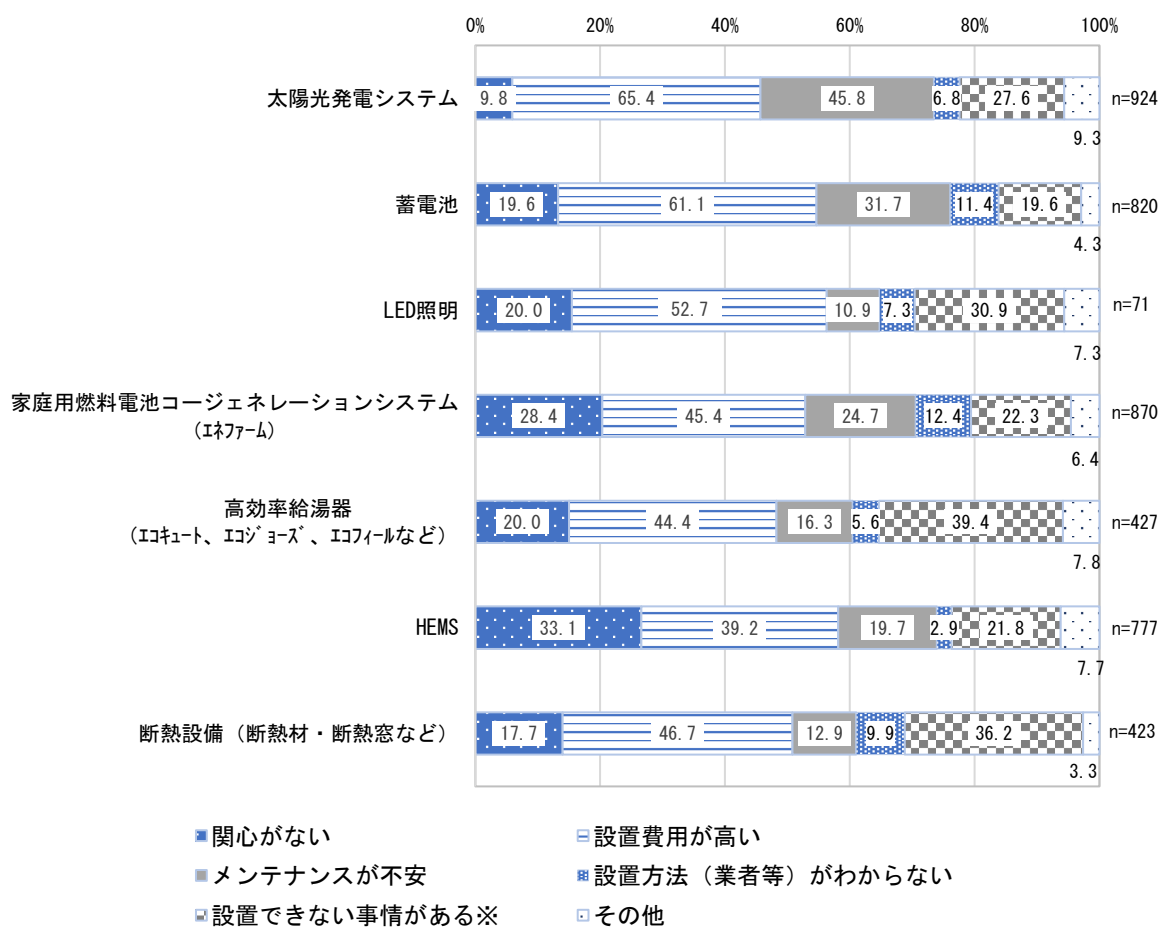 0% 20% 40% 60% 80% 100%
太陽光発電システム 9.8 65.4 45.8 6.8 27.6 n=924
9.3
蓄電池 19.6 61.1 31.7 11.4 19.6 n=820
4.3
LED照明 20.0 52.7 10.9 7.3 30.9 n=71
7.3
家庭用燃料電池コージェネレーションシステム
（ｴﾈﾌｧｰﾑ） 28.4 45.4 24.7 12.4 22.3 n=870
6.4
高効率給湯器
（ｴｺｷｭｰﾄ、ｴｺｼﾞｮｰｽﾞ、ｴｺﾌｨｰﾙなど） 20.0 44.4 16.3 5.6 39.4 n=427
7.8
HEMS 33.1 39.2 19.7 2.9 21.8 n=777
7.7
断熱設備（断熱材・断熱窓など） 17.7 46.7 12.9 9.9 36.2 n=423
3.3
関心がない 設置費用が高い
メンテナンスが不安 設置方法（業者等）がわからない
設置できない事情がある※ その他